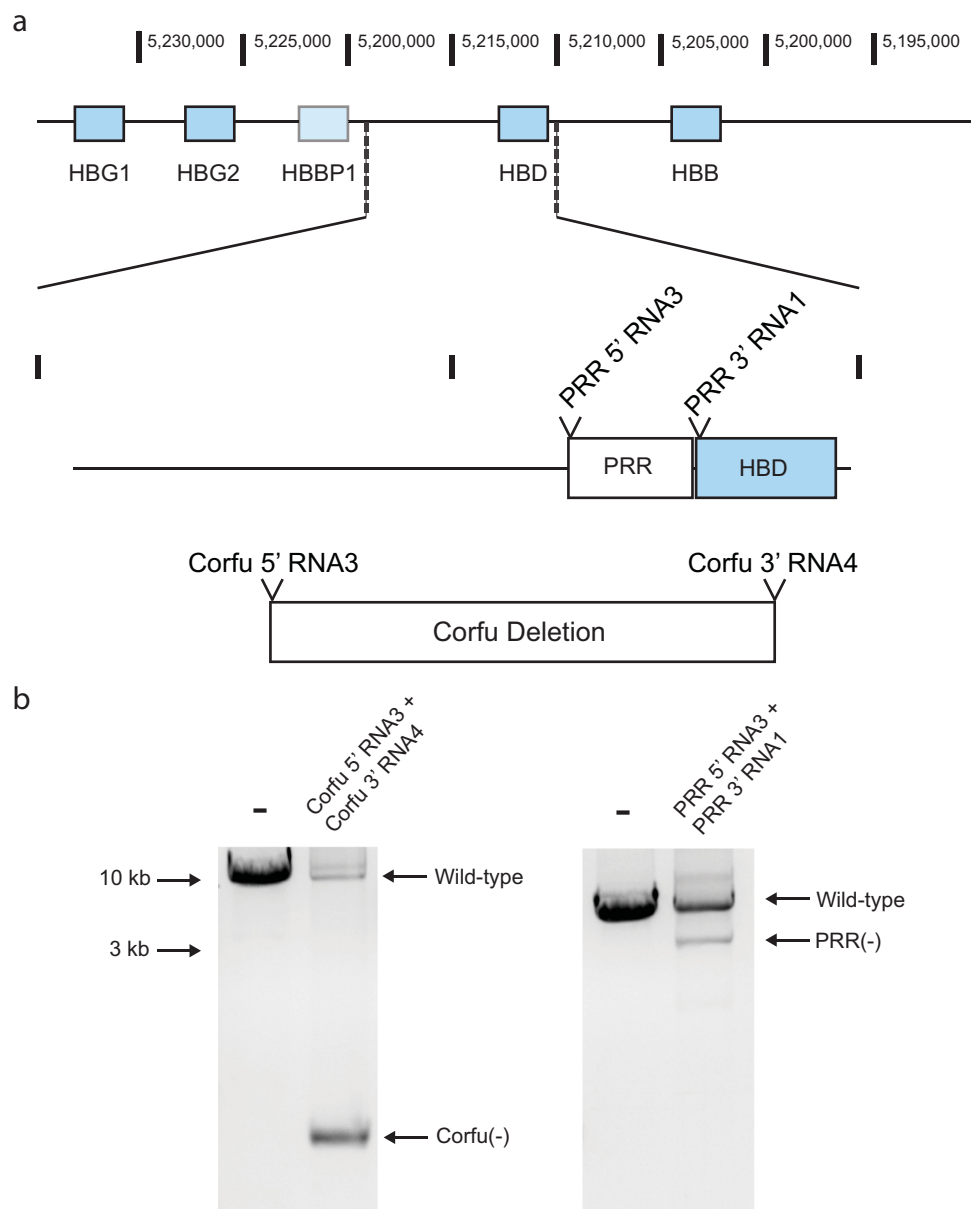 a
5,230,000 5,225,000 5,200,000 5,215,000 5,210,000 5,205,000 5,200,000 5,195,000
HBG1 HBG2 HBBP1 HBD HBB
PRR 5’ RNA3
PRR 3’ RNA1
PRR HBD
Corfu 5’ RNA3 Corfu 3’ RNA4
Corfu Deletion
b
-
Corfu 5’ RNA3 +
Corfu 3’ RNA4
-
PRR 5’ RNA3 +
PRR 3’ RNA1
10 kb
3 kb
Wild-type
Corfu(-)
Wild-type
PRR(-)